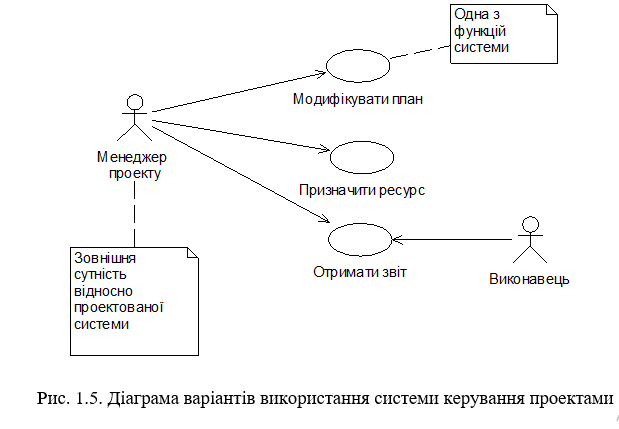 Одна з
функцій
системи
Модифікувати план
Менеджер
проекту
Призначити ресурс
Зовнішня
сутність
відносно
проектованої
системи
Отримати звіт
Виконавець
Рис. 1.5. Діаграма варіантів використання системи керування проектами